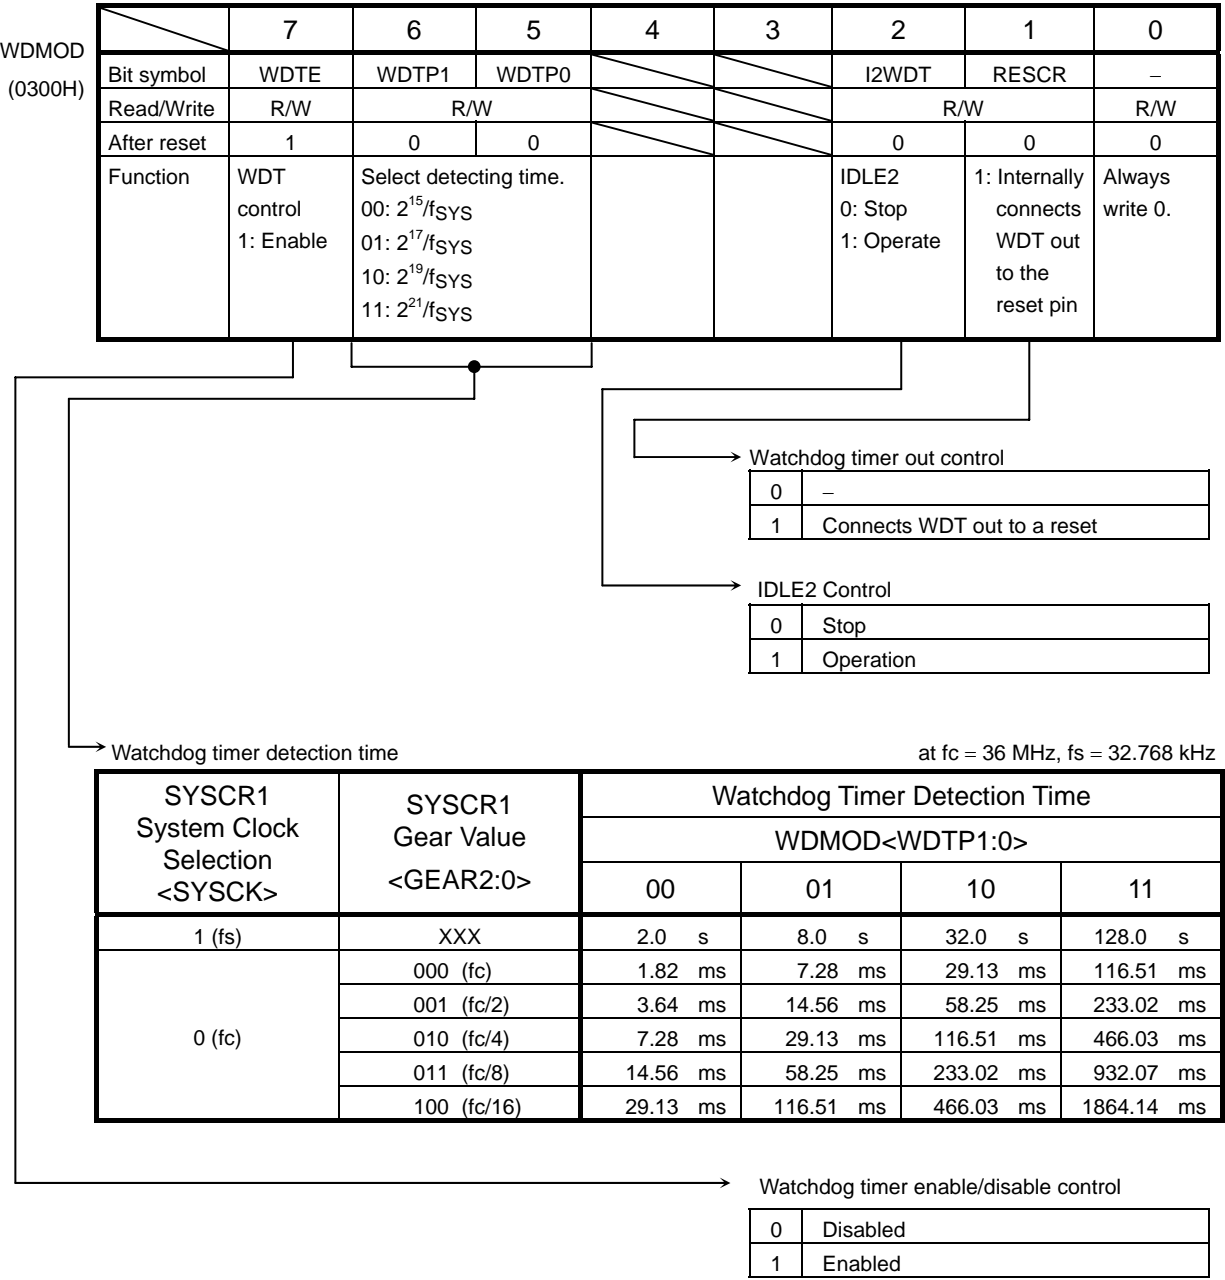 WDMOD
(0300H)
7 6 5 4 3 2 1 0
Bit symbol WDTE WDTP1 WDTP0 I2WDT RESCR –
Read/Write R/W R/W R/W R/W
After reset 1 0 0 0 0 0
Function
WDT
control
1: Enable
Select detecting time.
00: 2^15/fSYS
01: 2^17/fSYS
10: 2^19/fSYS
11: 2^21/fSYS
IDLE2
0: Stop
1: Operate
1: Internally
connects
WDT out
to the
reset pin
Always
write 0.
Watchdog timer out control
0 –
1 Connects WDT out to a reset
IDLE2 Control
0 Stop
1 Operation
Watchdog timer detection time
at fc = 36 MHz, fs = 32.768 kHz
SYSCR1
System Clock
Selection
<SYSCK>
SYSCR1
Gear Value
<GEAR2:0>
Watchdog Timer Detection Time
WDMOD<WDTP1:0>
00 01 10 11
1 (fs) XXX 2.0 s 8.0 s 32.0 s 128.0 s
0 (fc)
000 (fc) 1.82 ms 7.28 ms 29.13 ms 116.51 ms
001 (fc/2) 3.64 ms 14.56 ms 58.25 ms 233.02 ms
010 (fc/4) 7.28 ms 29.13 ms 116.51 ms 466.03 ms
011 (fc/8) 14.56 ms 58.25 ms 233.02 ms 932.07 ms
100 (fc/16) 29.13 ms 116.51 ms 466.03 ms 1864.14 ms
Watchdog timer enable/disable control
0 Disabled
1 Enabled